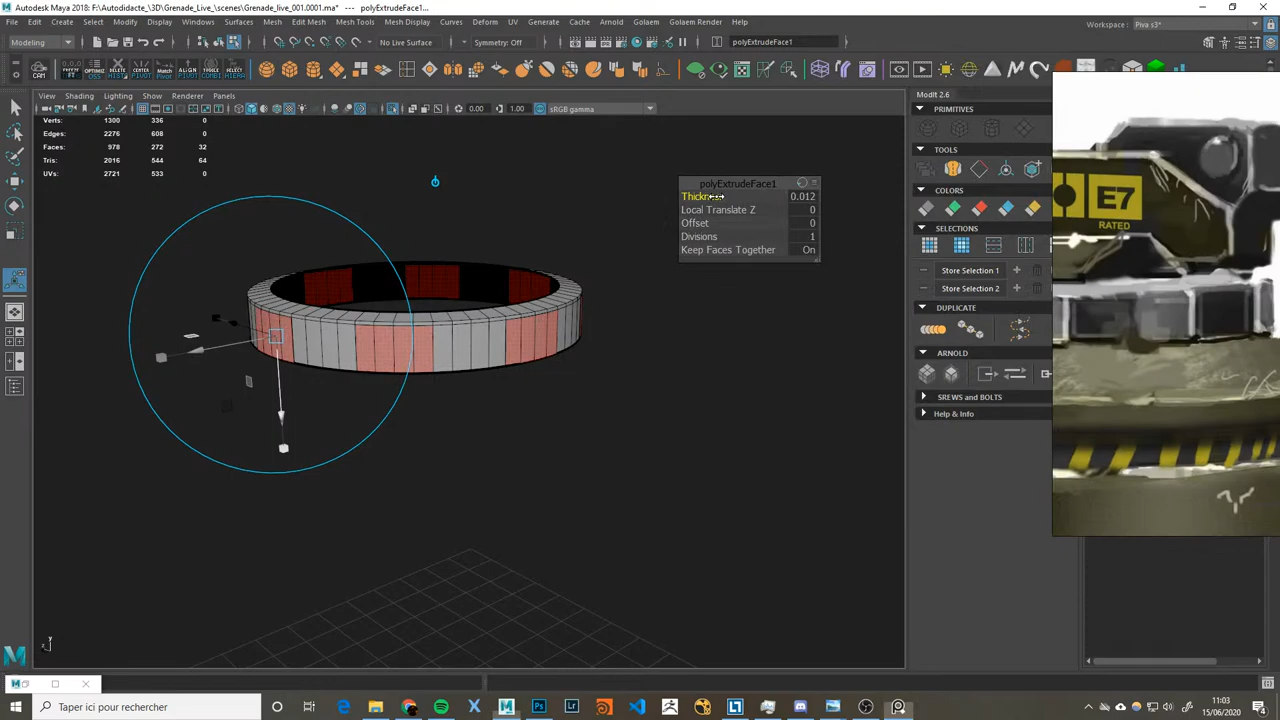 Autodesk Maya 2018: F:\Autodidacte_\3D\Grenade_Live_\scenes\Grenade_live_001.0001.ma* --- polyExtrudeFace1...
File Edit Create Select Modify Display Windows Surfaces Mesh Edit Mesh Mesh Tools Mesh Display Curves Deform UV Generate Cache Arnold Golaem Golaem Render Help
Workspace : Piva s3*
Modeling No Live Surface Symmetry: Off polyExtrudeFace1
View Shading Lighting Show Renderer Panels
0.00 1.00 sRGB gamma
Modit 2.6
PRIMITIVES
TOOLS
COLORS
SELECTIONS
Store Selection 1
Store Selection 2
DUPLICATE
ARNOLD
SREWS and BOLTS
Help & Info
Verts: 1300 336 0
Edges: 2276 608 0
Faces: 978 272 32
Tris: 2016 544 64
UVs: 2721 533 0
polyExtrudeFace1
0.012
Local Translate Z 0
Offset 0
Divisions 1
Keep Faces Together On
E7
RATED
y
Taper ici pour rechercher
11:03
15/06/2020